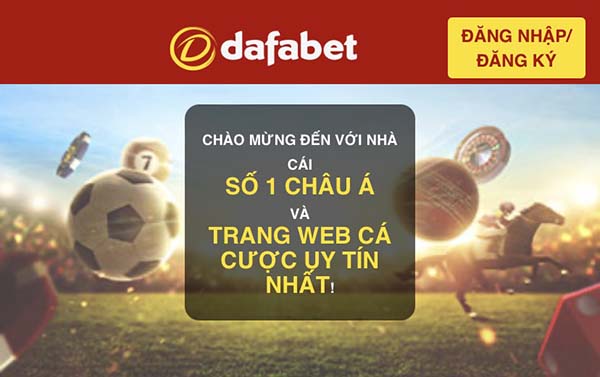 dafabet
ĐĂNG NHẬP/
ĐĂNG KÝ
CHÀO MỪNG ĐẾN VỚI NHÀ
CÁI
SỐ 1 CHÂU Á
VÀ
TRANG WEB CÁ
CƯỢC UY TÍN
NHẤT!
7